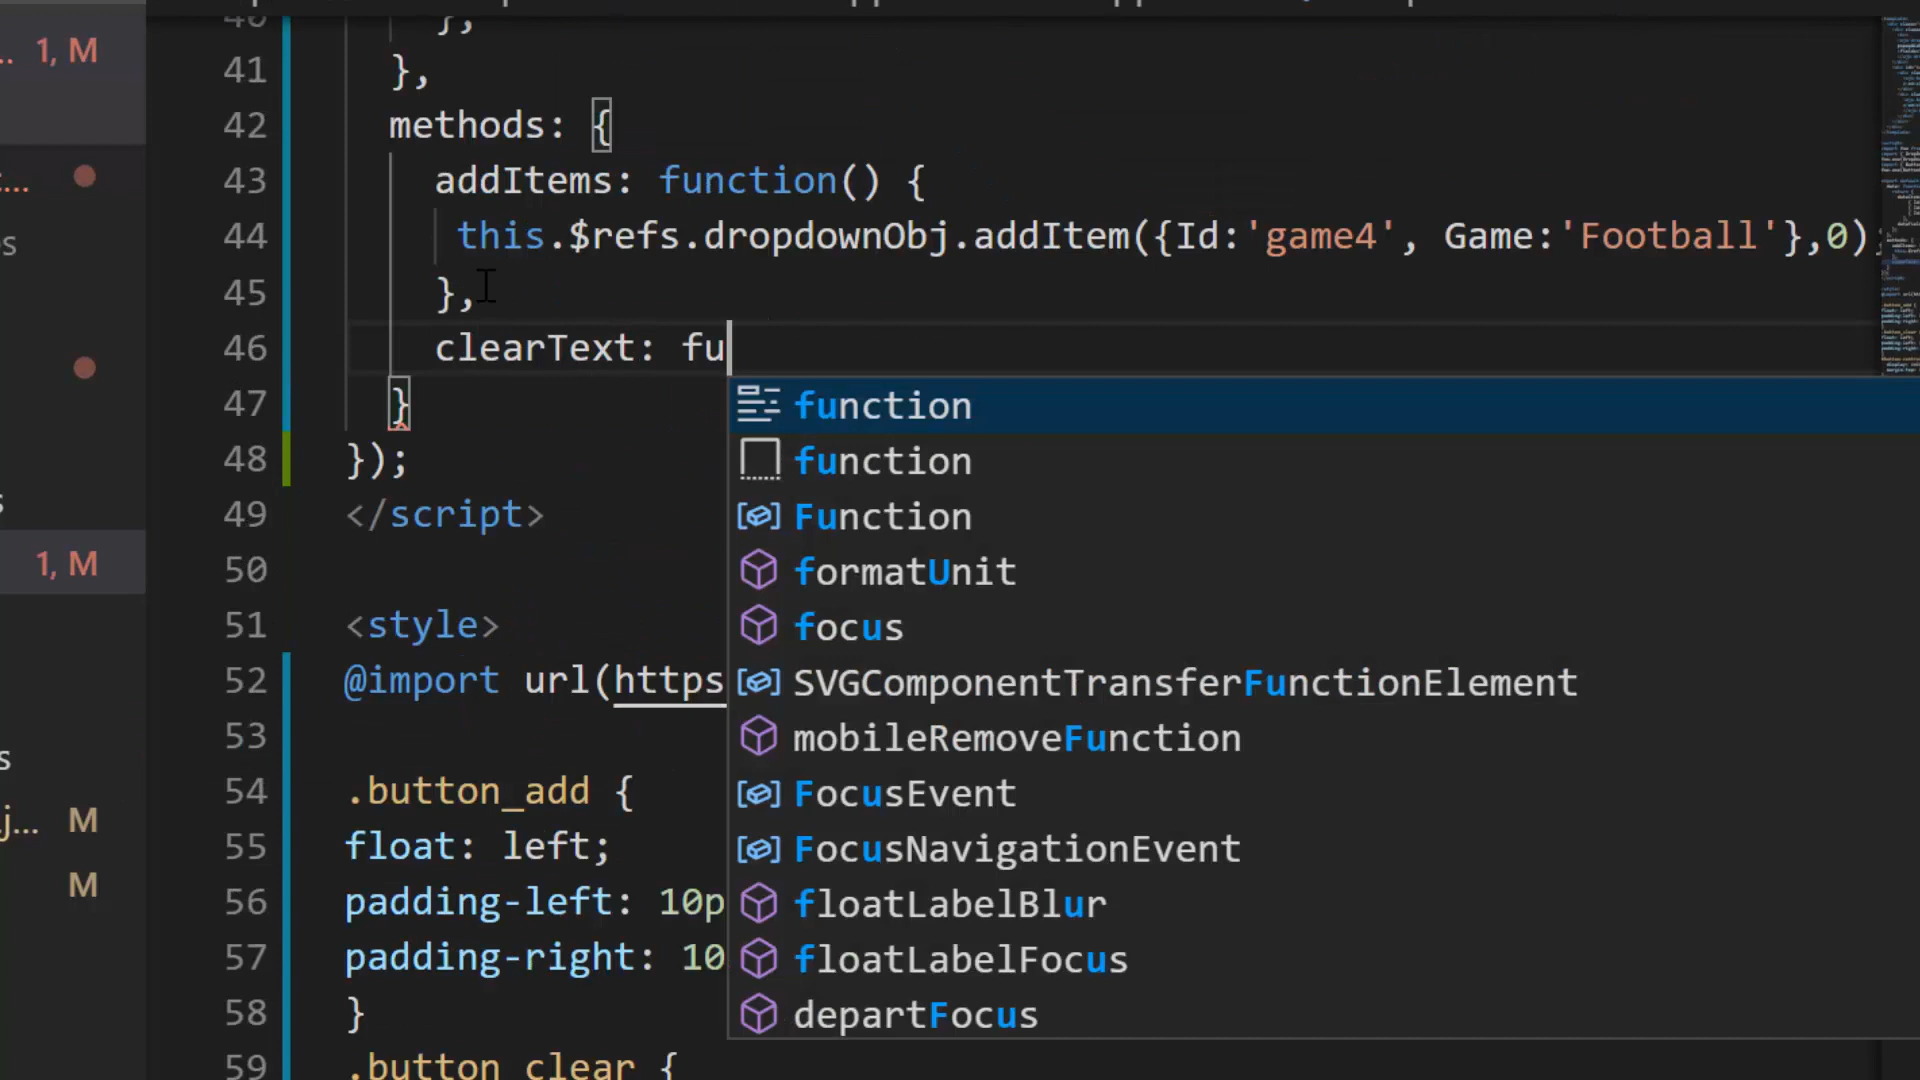 .. 1, M
:... 
s
1, M
s
.j... M
M
40 },
41 },
42 methods: {
43 addItems: function() {
44 this.$refs.dropdownObj.addItem({Id:'game4', Game:'Football'},0);
45 },
46 clearText: fu
47 }
48 });
49 </script>
50
51 <style>
52 @import url(https
53
54 .button_add {
55 float: left;
56 padding-left: 10p
57 padding-right: 10
58 }
59 .button_clear {
function
function
Function
formatUnit
focus
SVGComponentTransferFunctionElement
mobileRemoveFunction
FocusEvent
FocusNavigationEvent
floatLabelBlur
floatLabelFocus
departFocus